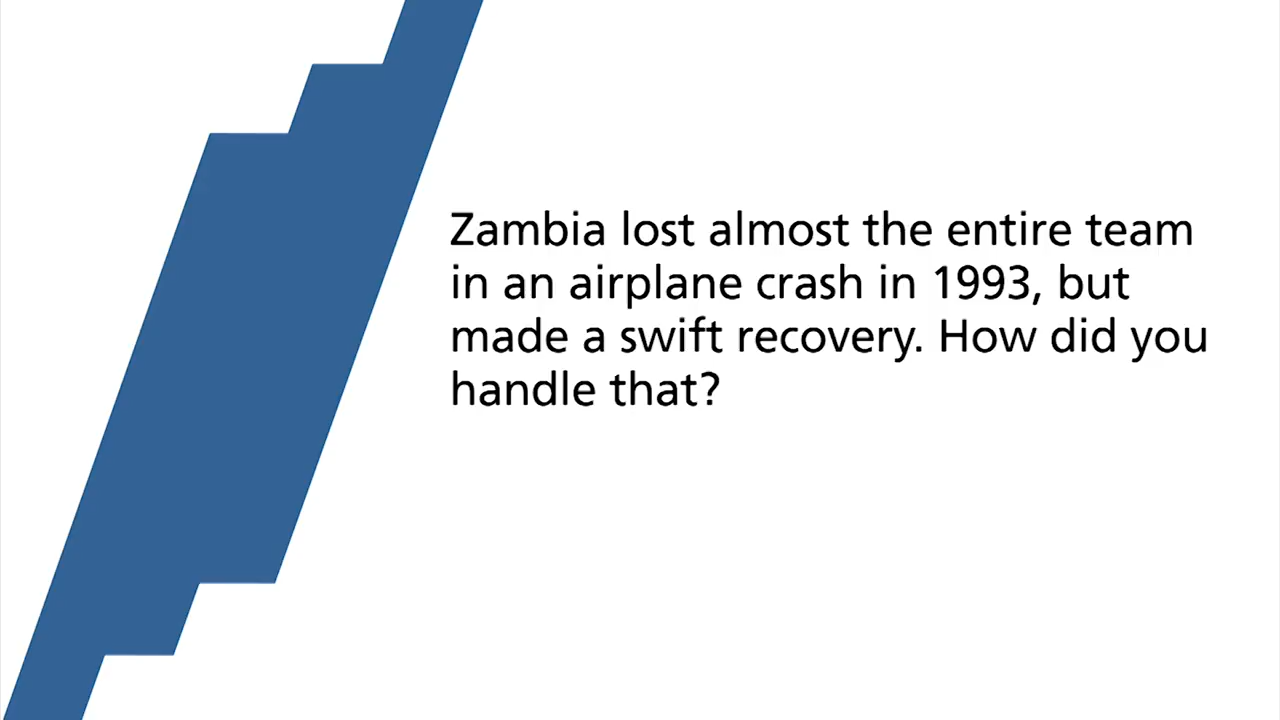 Zambia lost almost the entire team
in an airplane crash in 1993, but
made a swift recovery. How did you
handle that?